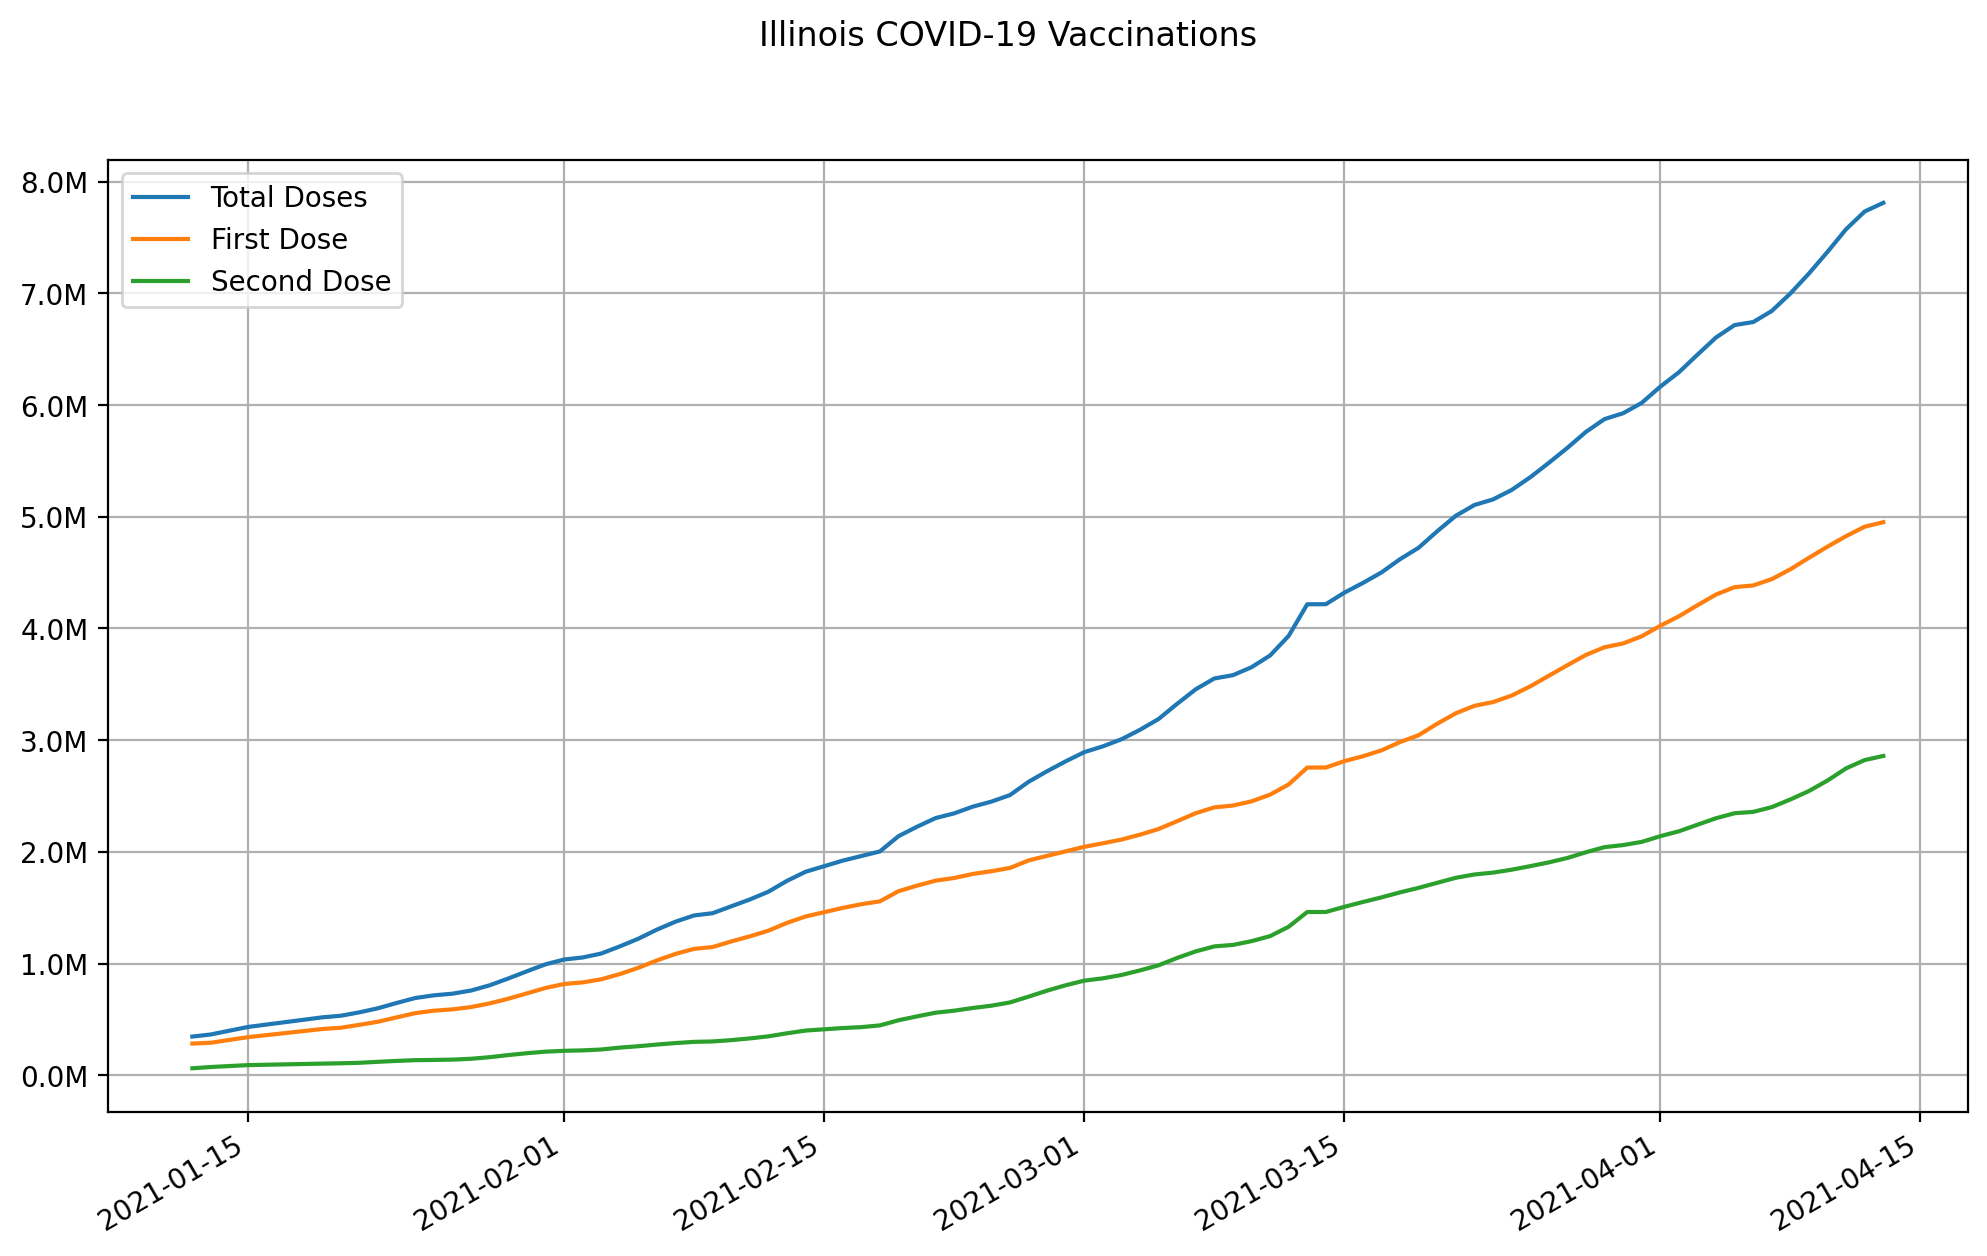 Illinois COVID-19 Vaccinations
Total Doses
First Dose
Second Dose
8.0M
7.0M
6.0M
5.0M
4.0M
3.0M
2.0M
1.0M
0.0M
2021-01-15
2021-02-01
2021-02-15
2021-03-01
2021-03-15
2021-04-01
2021-04-15